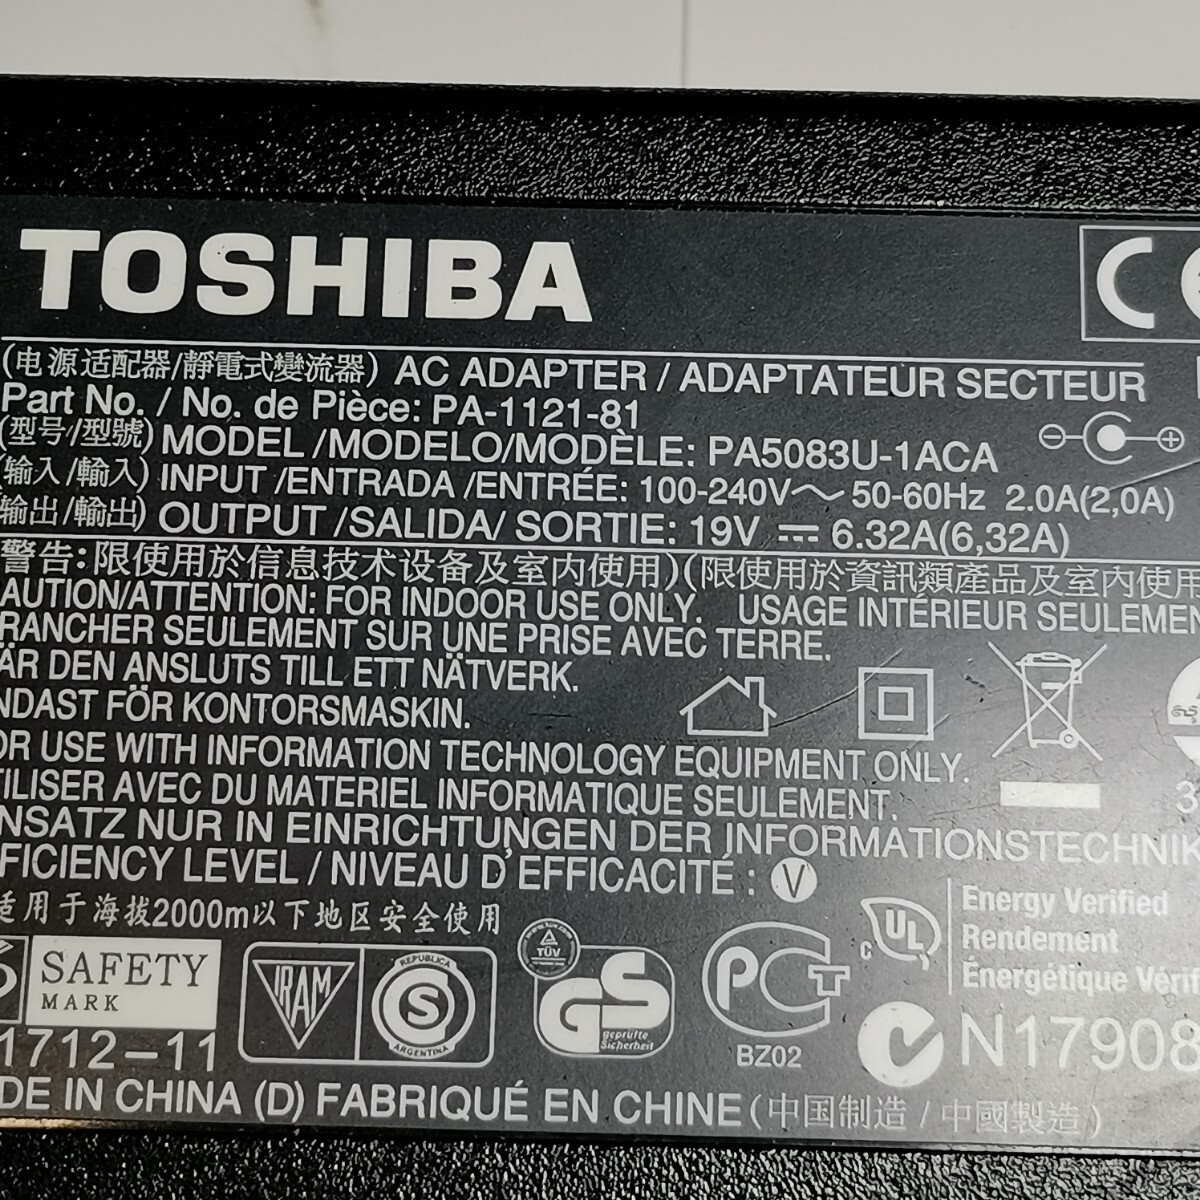 TOSHIBA
CE
(电源适配器/靜電式變流器) AC ADAPTER / ADAPTATEUR SECTEUR
Part No. / No. de Pièce: PA-1121-81
(型号/型號) MODEL /MODELO/MODÈLE: PA5083U-1ACA
(输入/輸入) INPUT /ENTRADA /ENTRÉE: 100-240V～ 50-60Hz 2.0A(2,0A)
输出/輸出) OUTPUT /SALIDA/ SORTIE: 19V ⎓ 6.32A(6,32A)
警告: 限使用於信息技术设备及室内使用)(限使用於資訊類產品及室內使用
AUTION/ATTENTION: FOR INDOOR USE ONLY. USAGE INTÉRIEUR SEULEMEN
RANCHER SEULEMENT SUR UNE PRISE AVEC TERRE.
ÄR DEN ANSLUTS TILL ETT NÄTVERK.
NDAST FÖR KONTORSMASKIN.
OR USE WITH INFORMATION TECHNOLOGY EQUIPMENT ONLY.
TILISER AVEC DU MATERIEL INFORMATIQUE SEULEMENT.
NSATZ NUR IN EINRICHTUNGEN DER INFORMATIONSTECHNIK
FICIENCY LEVEL / NIVEAU D'EFFICACITÉ : V
适用于海拔2000m以下地区安全使用
SAFETY
MARK
1712-11
IRAM
REPUBLICA
S
ARGENTINA
TÜV
GS
geprüfte
Sicherheit
PCT
BZ02
c UL
Energy Verified
Rendement
Énergétique Vérif
N17908
DE IN CHINA (D) FABRIQUÉ EN CHINE (中国制造 / 中國製造)